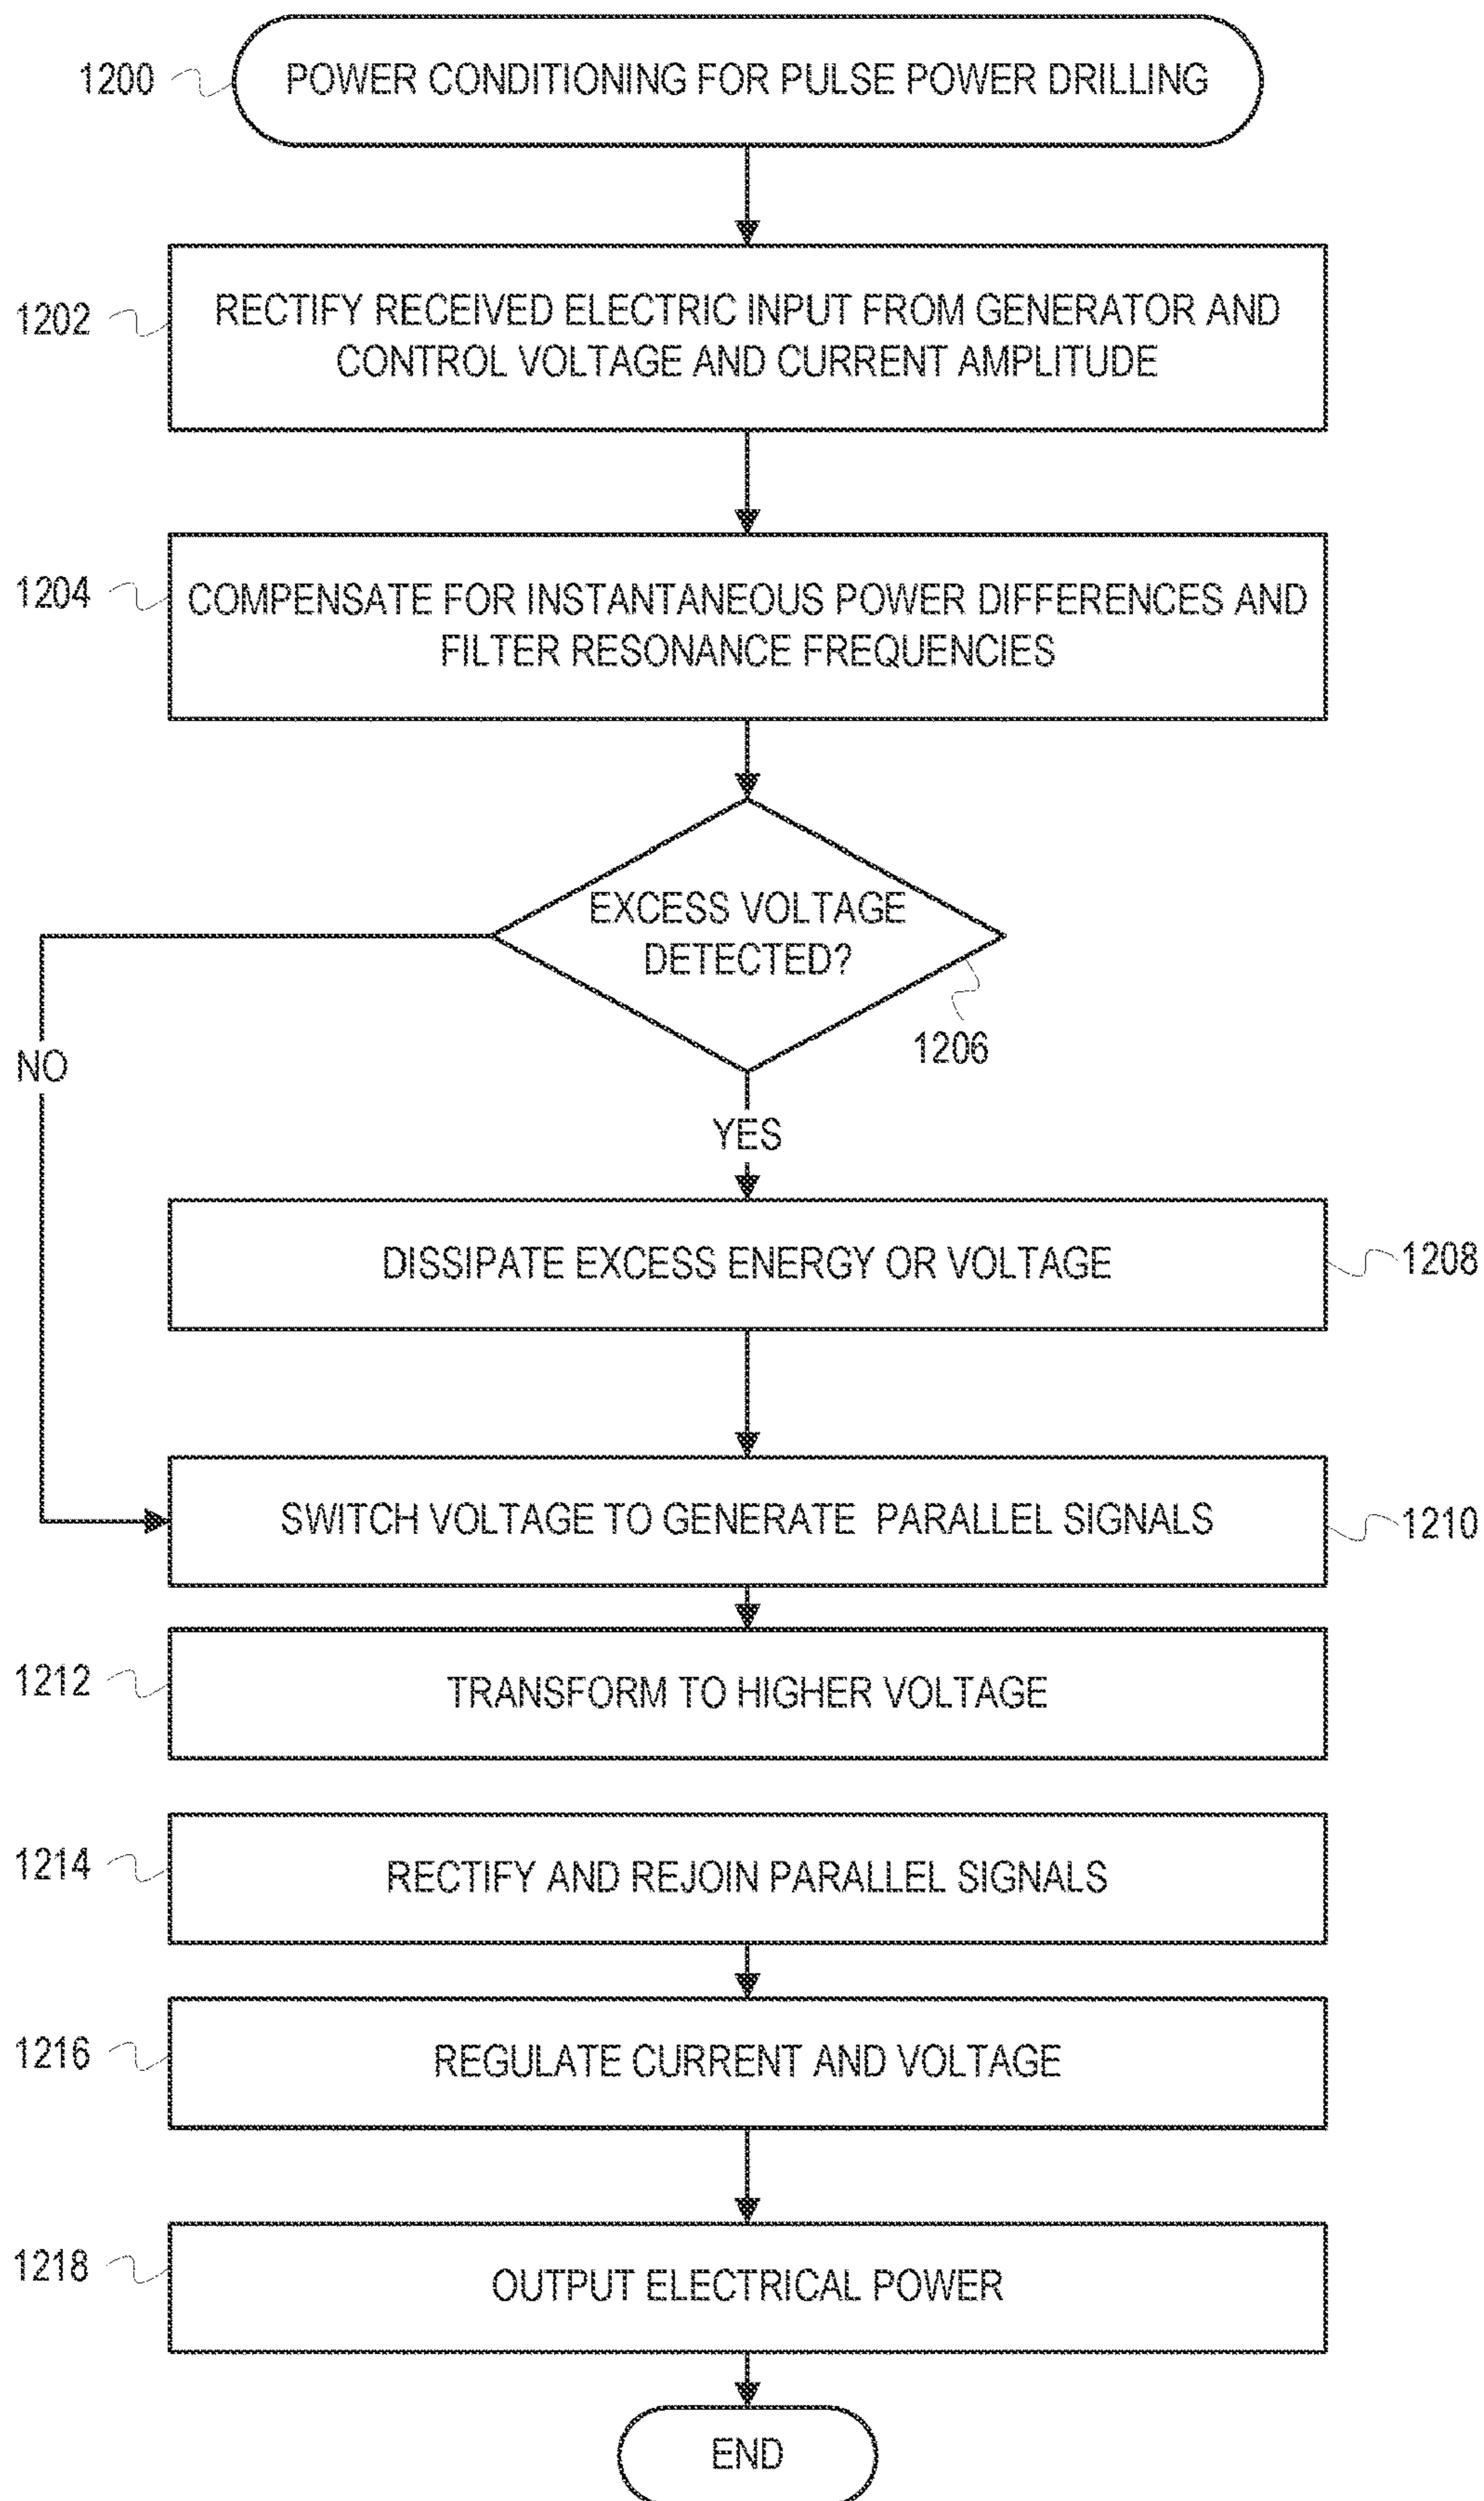 1200
POWER CONDITIONING FOR PULSE POWER DRILLING
1202
RECTIFY RECEIVED ELECTRIC INPUT FROM GENERATOR AND
CONTROL VOLTAGE AND CURRENT AMPLITUDE
1204
COMPENSATE FOR INSTANTANEOUS POWER DIFFERENCES AND
FILTER RESONANCE FREQUENCIES
EXCESS VOLTAGE
DETECTED?
1206
NO
YES
DISSIPATE EXCESS ENERGY OR VOLTAGE
1208
SWITCH VOLTAGE TO GENERATE PARALLEL SIGNALS
1210
1212
TRANSFORM TO HIGHER VOLTAGE
1214
RECTIFY AND REJOIN PARALLEL SIGNALS
1216
REGULATE CURRENT AND VOLTAGE
1218
OUTPUT ELECTRICAL POWER
END